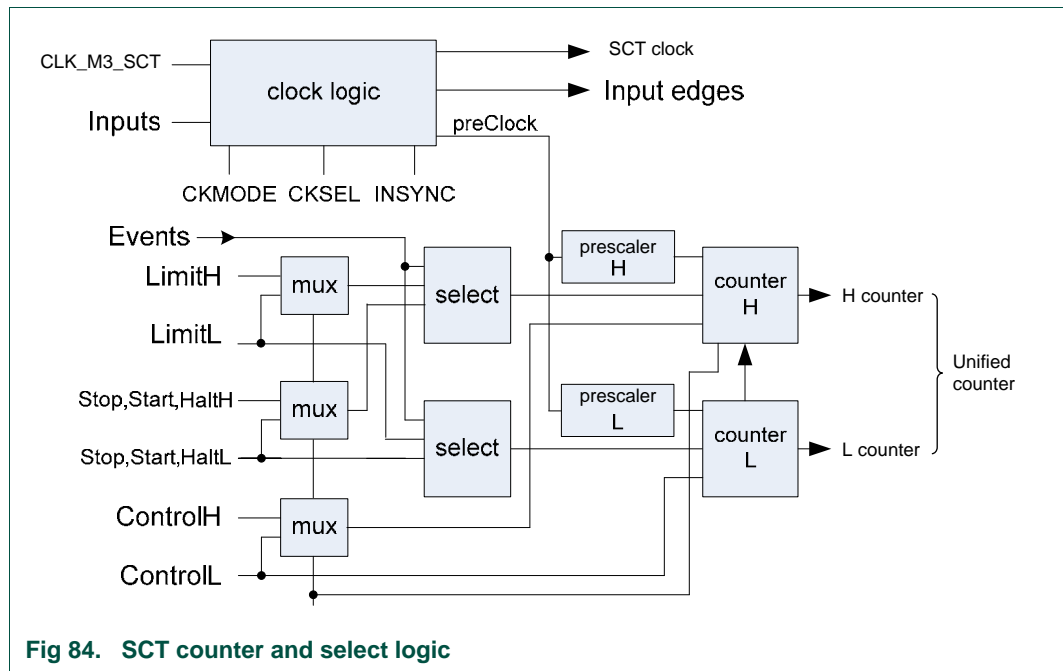 CLK_M3_SCT
Inputs
clock logic
SCT clock
Input edges
preClock
CKMODE CKSEL INSYNC
Events
LimitH
LimitL
mux
select
prescaler
H
counter
H
H counter
Stop,Start,HaltH
Stop,Start,HaltL
mux
select
prescaler
L
counter
L
L counter
Unified
counter
ControlH
ControlL
mux
Fig 84. SCT counter and select logic